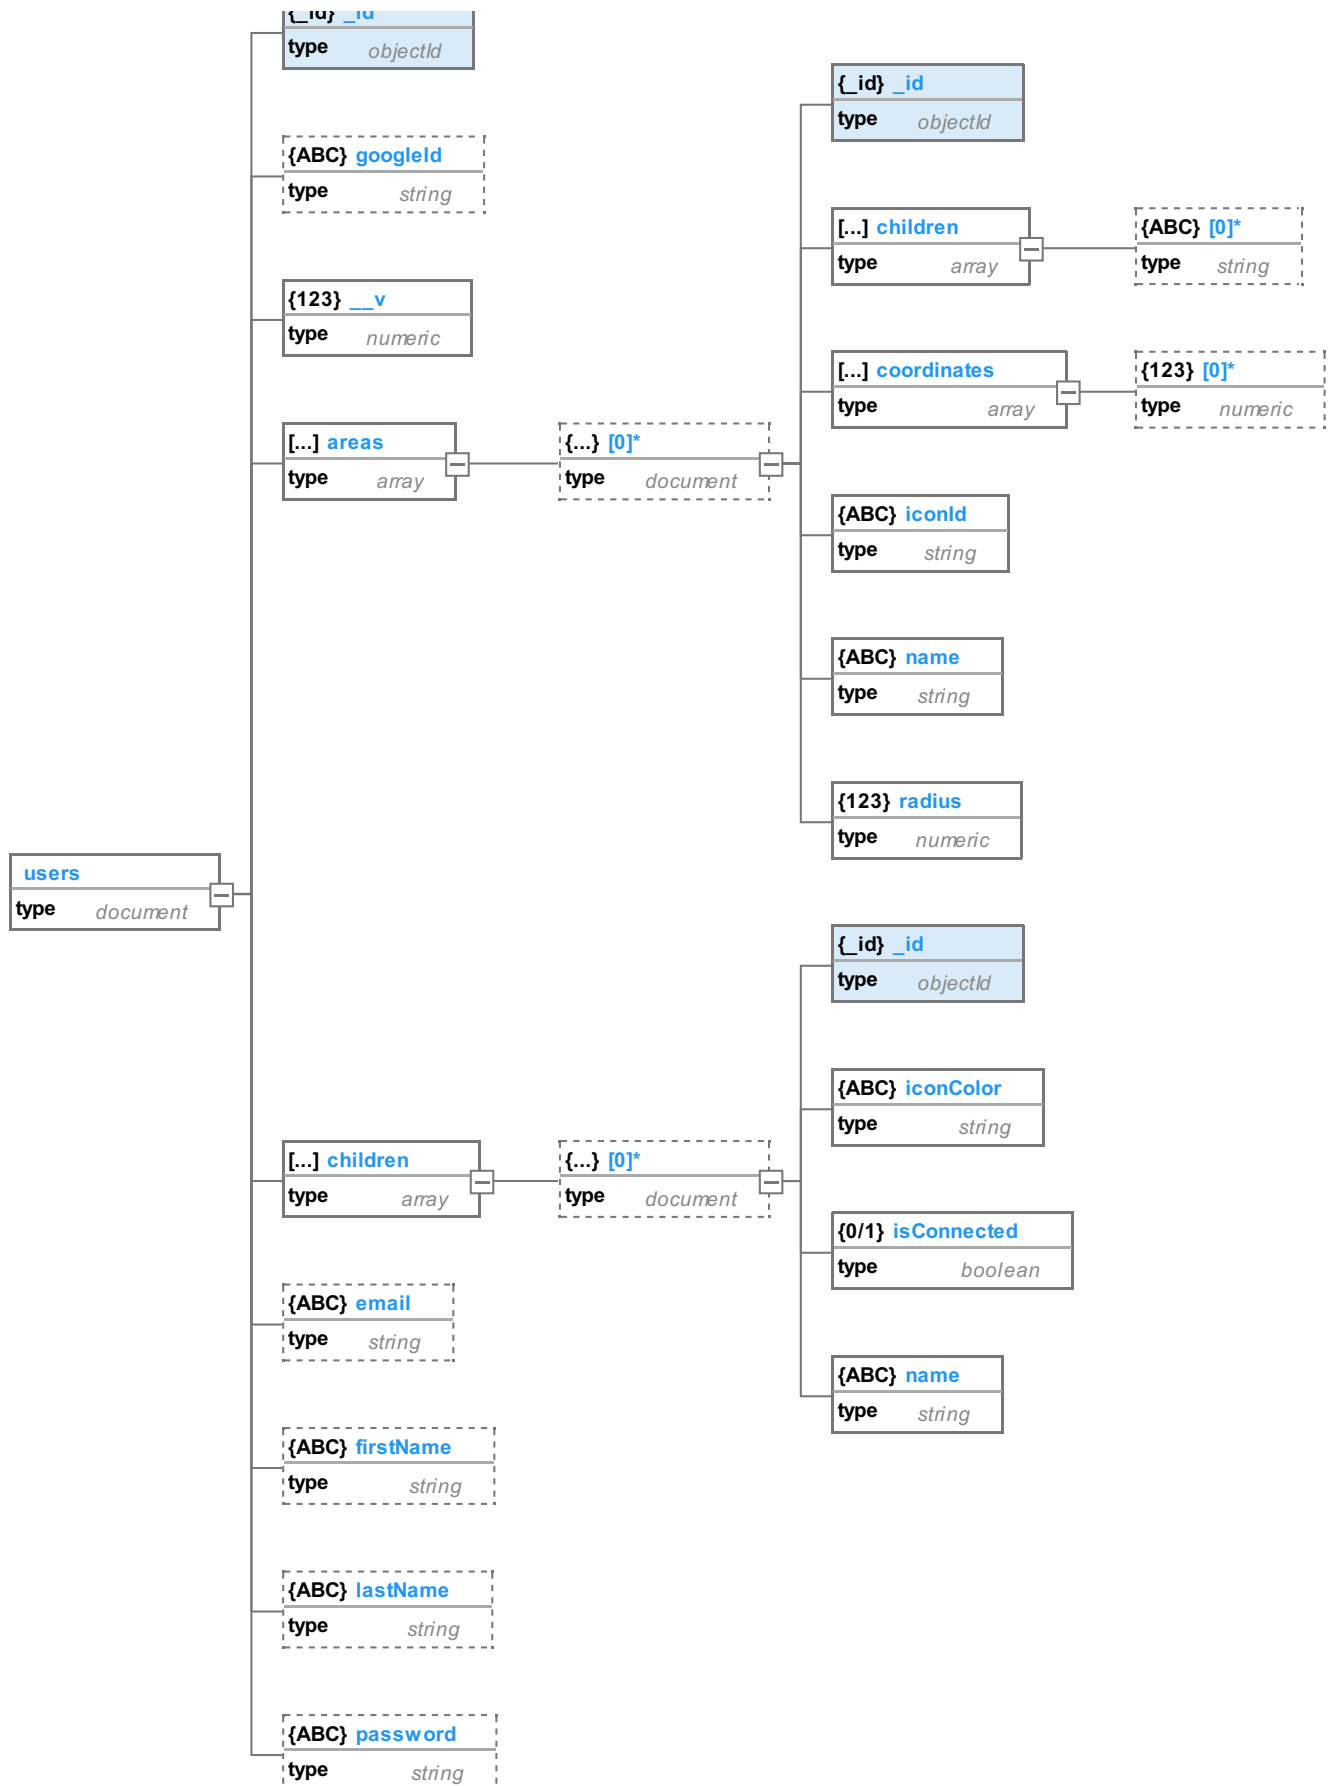 {_id} _id
type objectId
{ABC} googleId
type string
{123} __v
type numeric
[...] areas
type array
{...} [0]*
type document
{_id} _id
type objectId
[...] children
type array
{ABC} [0]*
type string
[...] coordinates
type array
{123} [0]*
type numeric
{ABC} iconId
type string
{ABC} name
type string
{123} radius
type numeric
users
type document
[...] children
type array
{...} [0]*
type document
{_id} _id
type objectId
{ABC} iconColor
type string
{0/1} isConnected
type boolean
{ABC} name
type string
{ABC} email
type string
{ABC} firstName
type string
{ABC} lastName
type string
{ABC} password
type string